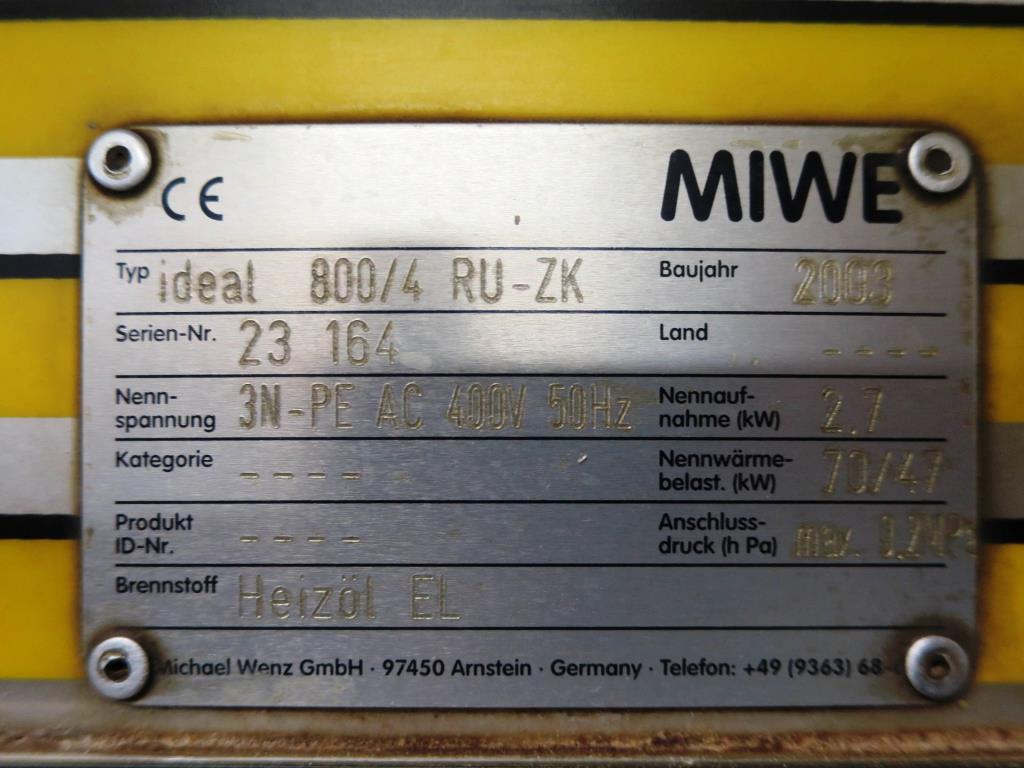 CE MIWE
Typ ideal 800/4 RU-ZK Baujahr 2003
Serien-Nr. 23 164 Land ----
Nenn-
spannung 3N-PE AC 400V 50Hz Nennauf-
nahme (kW) 2.7
Kategorie ---- Nennwärme-
belast. (kW) 70/47
Produkt
ID-Nr. ---- Anschluss-
druck (h Pa) max.
Brennstoff Heizöl EL
Michael Wenz GmbH · 97450 Arnstein · Germany · Telefon: +49 (9363) 68-